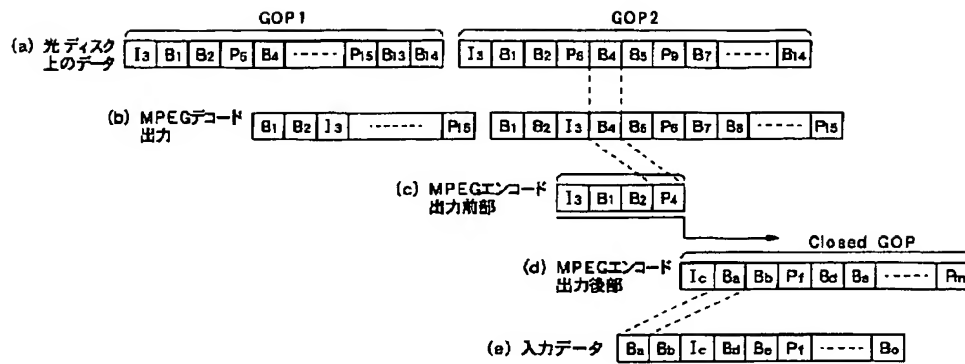 GOP1 GOP2
(a) 光ディスク上のデータ I3 B1 B2 P6 B4 ----- P15 B13 B14 I3 B1 B2 P6 B4 B5 P9 B7 ----- B14
(b) MPEGデコード出力 B1 B2 I3 ----- P15 B1 B2 I3 B4 B5 P6 B7 B8 ----- P15
(c) MPEGエンコード出力前部 I3 B1 B2 P4
Closed GOP
(d) MPEGエンコード出力後部 Ic Ba Bb Pf Bd Be ----- Pm
(e) 入力データ Ba Bb Ic Bd Be Pf ----- Bo